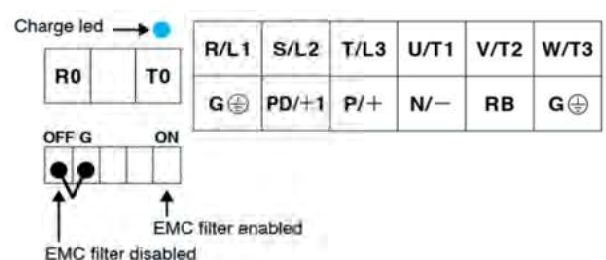 Charge led
R0 T0
R/L1 S/L2 T/L3 U/T1 V/T2 W/T3
G⏚ PD/+1 P/+ N/− RB G⏚
OFF G ON
EMC filter enabled
EMC filter disabled